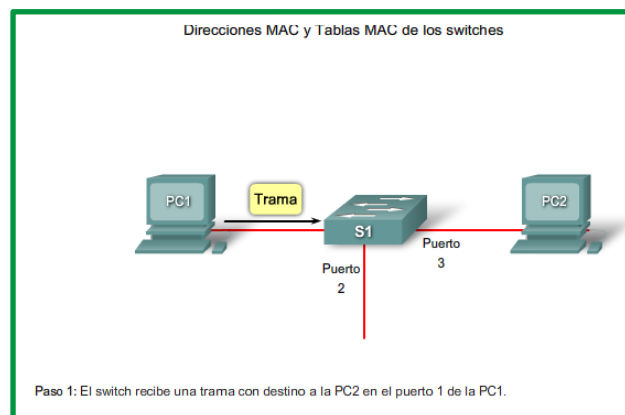 Direcciones MAC y Tablas MAC de los switches
PC1
Trama
S1
PC2
Puerto
2
Puerto
3
Paso 1: El switch recibe una trama con destino a la PC2 en el puerto 1 de la PC1.